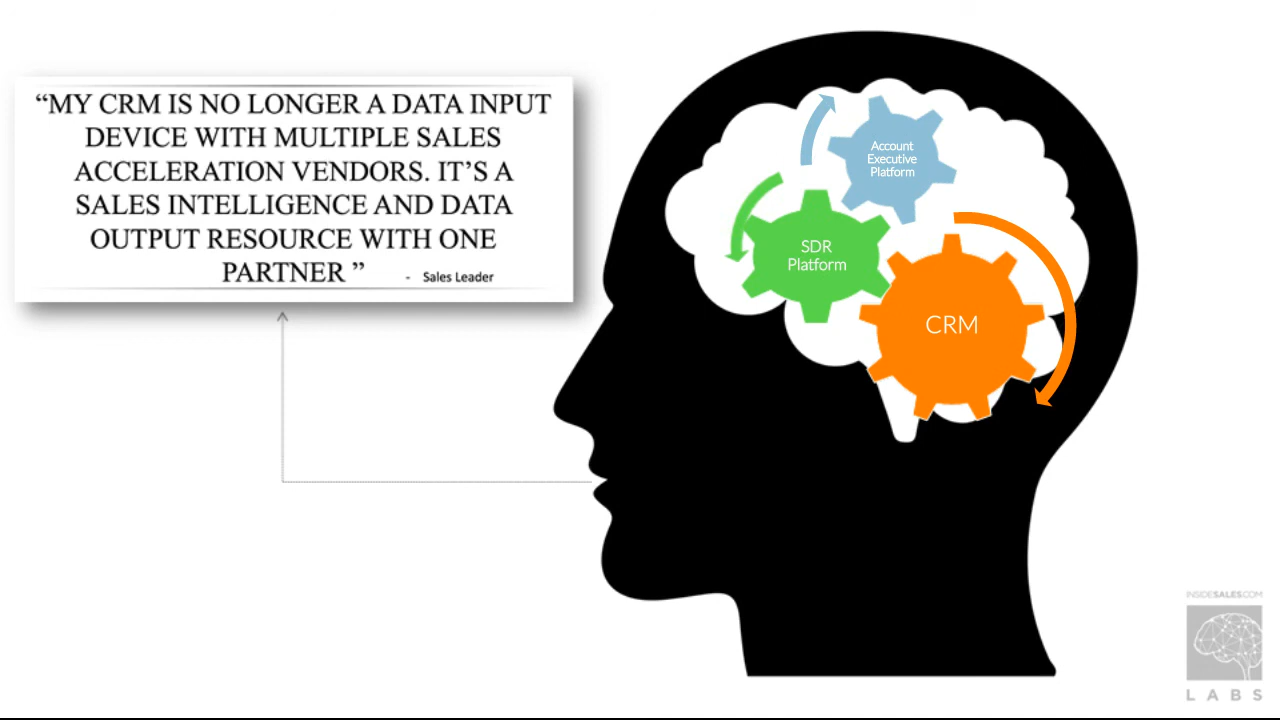 “MY CRM IS NO LONGER A DATA INPUT
DEVICE WITH MULTIPLE SALES
ACCELERATION VENDORS. IT’S A
SALES INTELLIGENCE AND DATA
OUTPUT RESOURCE WITH ONE
PARTNER ” - Sales Leader
Account
Executive
Platform
SDR
Platform
CRM
INSIDESALES.COM
LABS